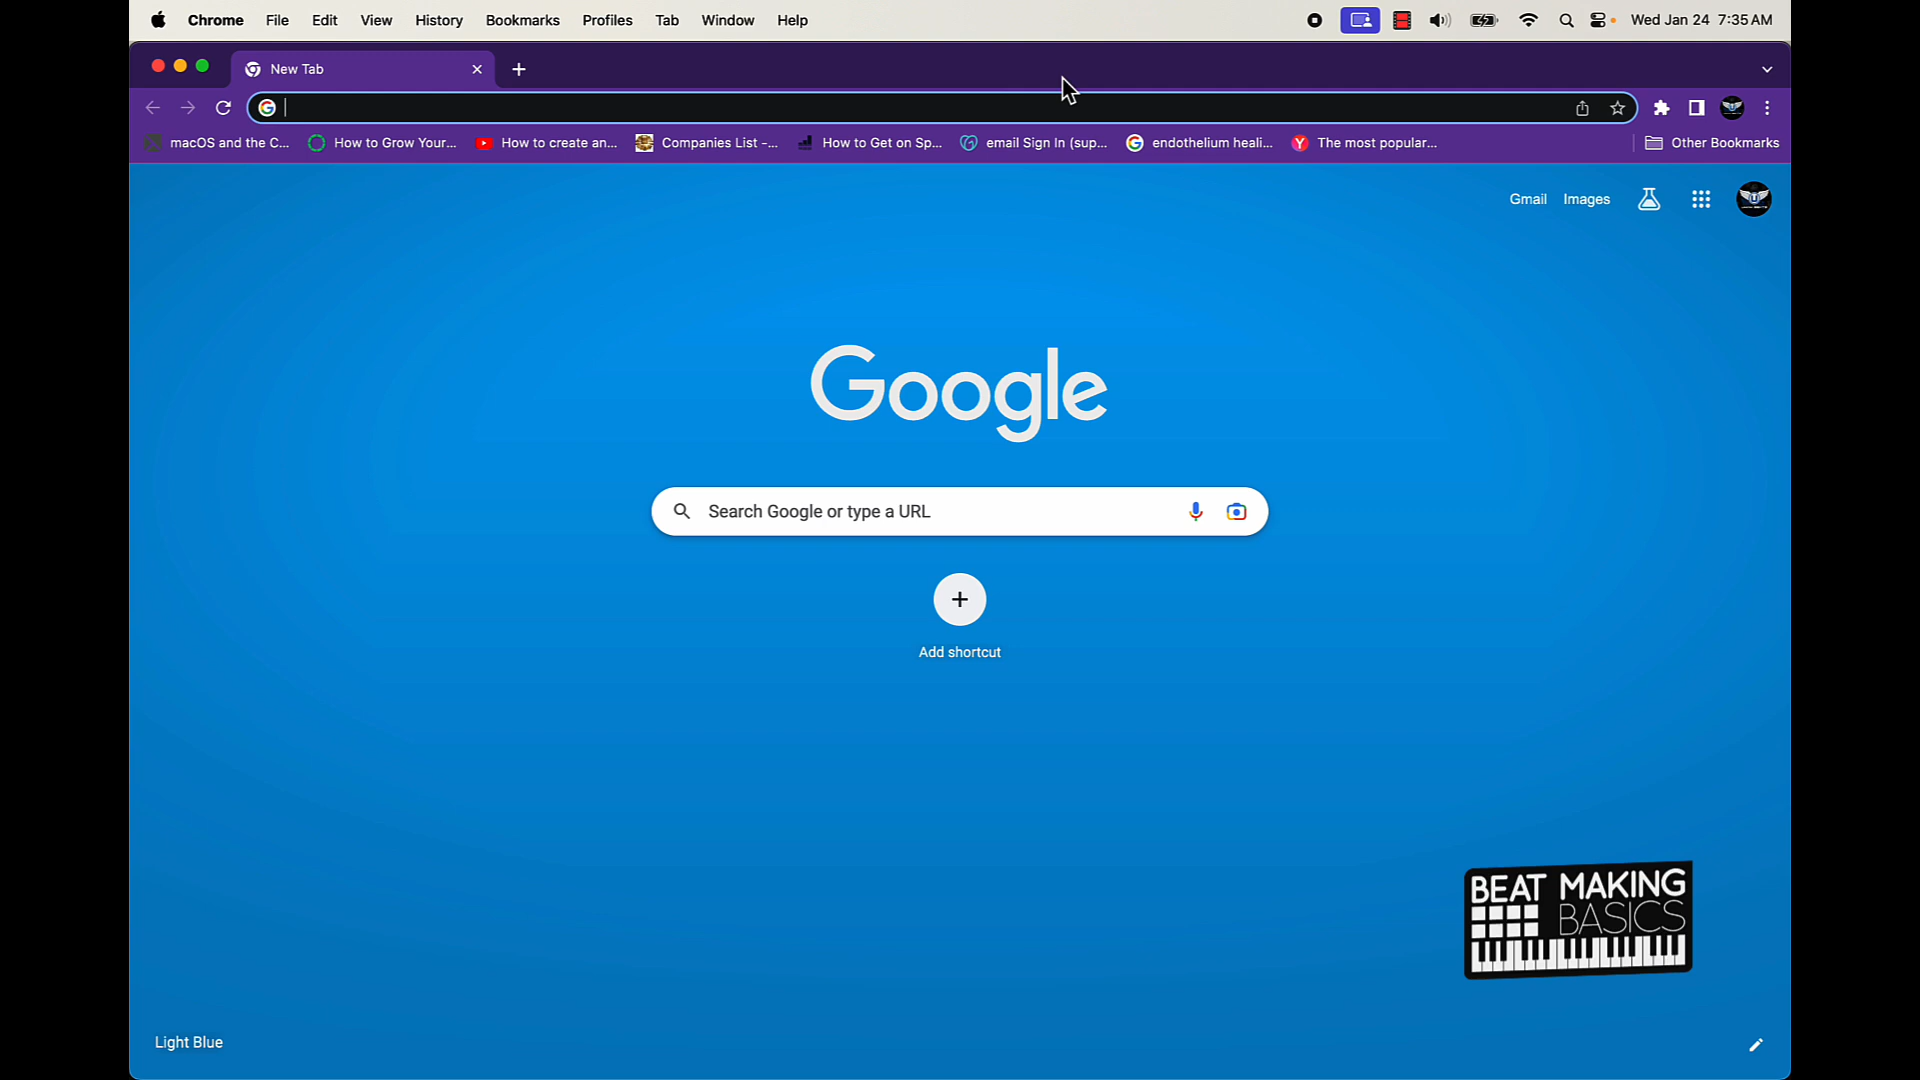 Chrome File Edit View History Bookmarks Profiles Tab Window Help Wed Jan 24 7:35 AM
New Tab
macOS and the C... How to Grow Your... How to create an... Companies List -... How to Get on Sp... email Sign In (sup... endothelium heali... The most popular... Other Bookmarks
Gmail Images
Google
Search Google or type a URL
Add shortcut
BEAT MAKING
BASICS
Light Blue